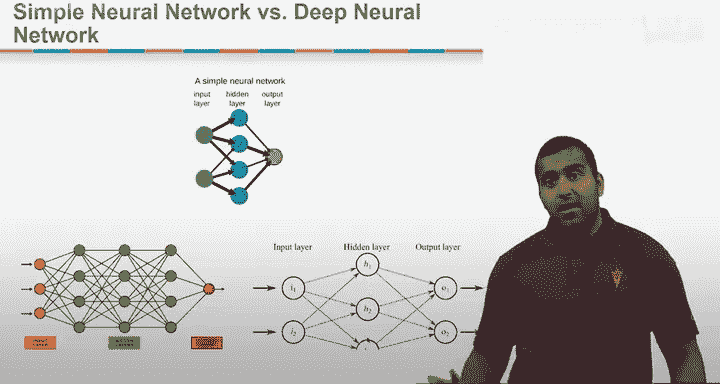 Simple Neural Network vs. Deep Neural
Network
A simple neural network
input
layer
hidden
layer
output
layer
Input layer
Hidden layer
Output layer
i₁
h₁
o₁
i₂
h₂
o₂